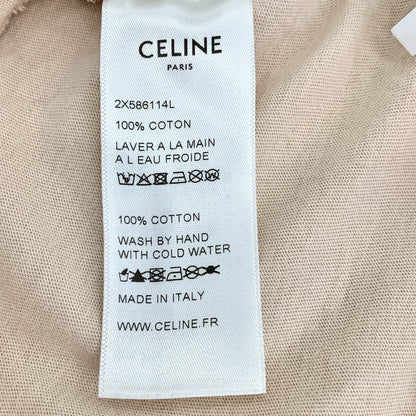 CELINE
PARIS
2X586114L
100% COTON
LAVER A LA MAIN
A L EAU FROIDE
100% COTTON
WASH BY HAND
WITH COLD WATER
MADE IN ITALY
WWW.CELINE.FR